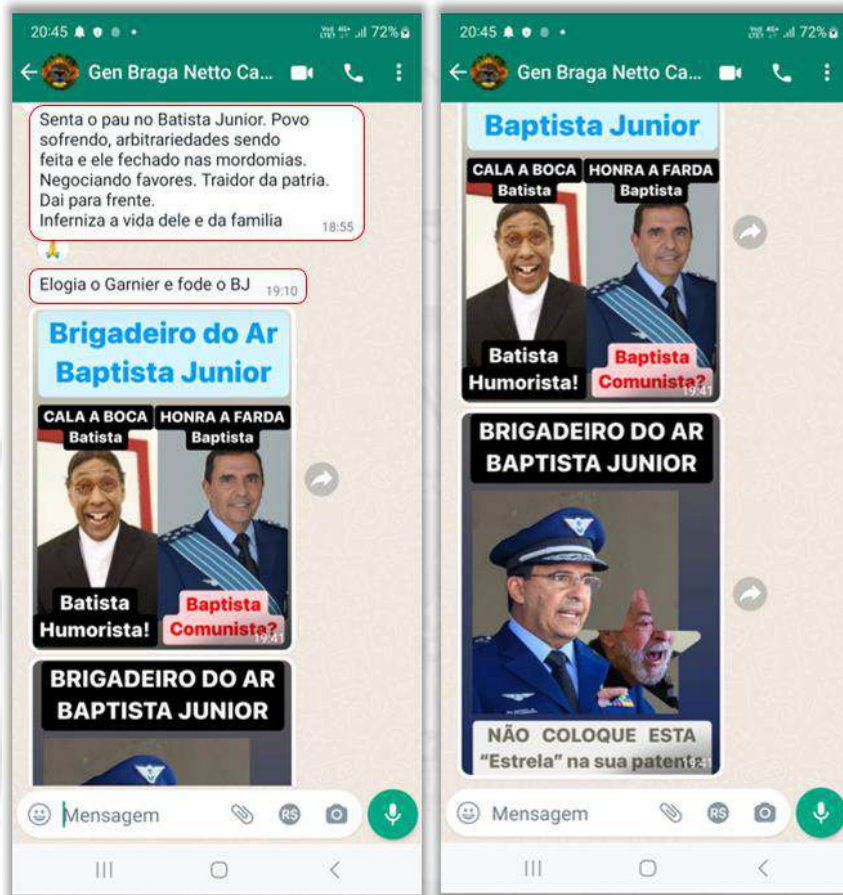 20:45
72%
Gen Braga Netto Ca...
Senta o pau no Batista Junior. Povo
sofrendo, arbitrariedades sendo
feita e ele fechado nas mordomias.
Negociando favores. Traidor da patria.
Dai para frente.
Inferniza a vida dele e da familia
18:55
Elogia o Garnier e fode o BJ
19:10
Brigadeiro do Ar
Baptista Junior
CALA A BOCA
Batista
HONRA A FARDA
Baptista
Batista
Humorista!
Baptista
Comunista?
19:41
BRIGADEIRO DO AR
BAPTISTA JUNIOR
Mensagem
20:45
72%
Gen Braga Netto Ca...
Baptista Junior
CALA A BOCA
Batista
HONRA A FARDA
Baptista
Batista
Humorista!
Baptista
Comunista?
19:41
BRIGADEIRO DO AR
BAPTISTA JUNIOR
NÃO COLOQUE ESTA
"Estrela" na sua patente
19:41
Mensagem